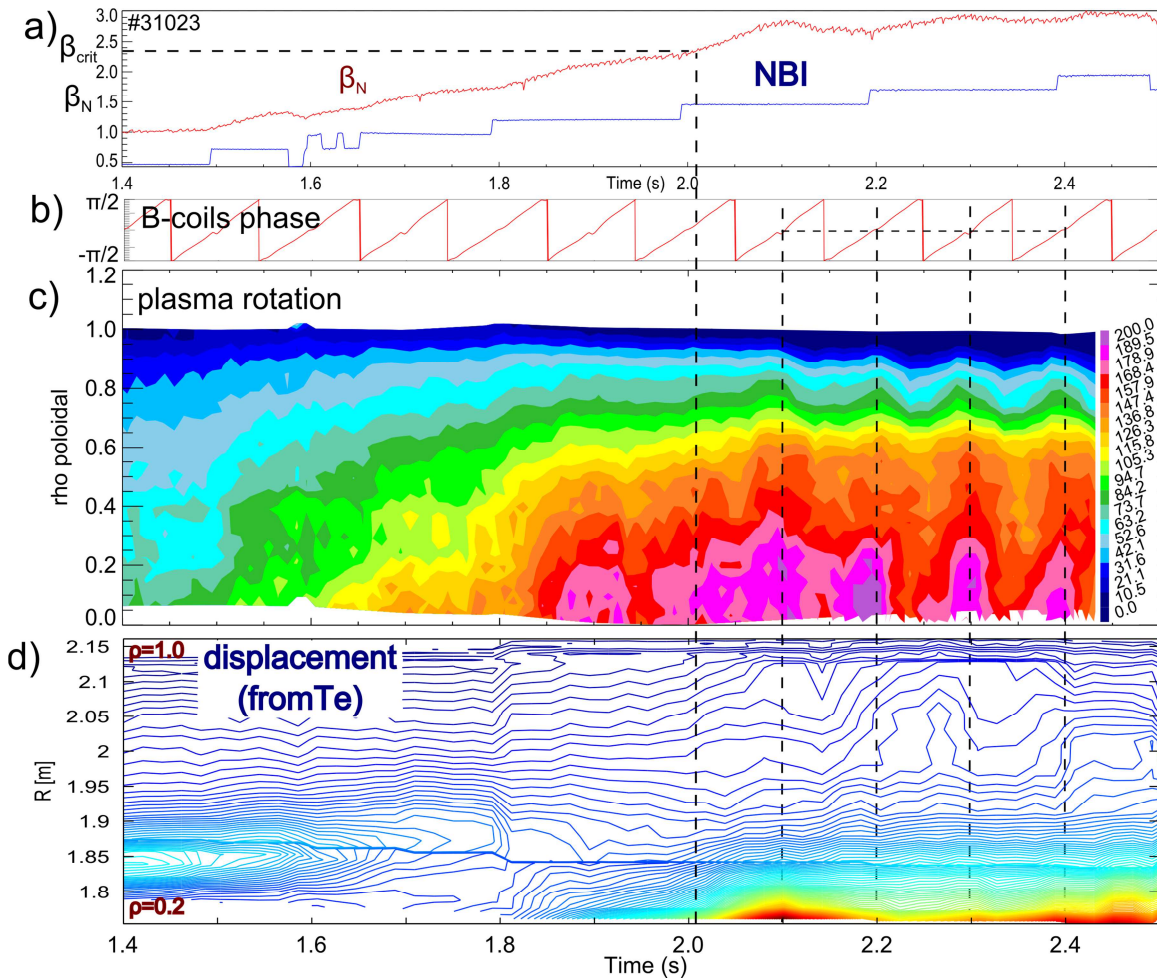 a)
#31023
3.0
βcrit
2.5
2.0
βN
1.5
1.0
0.5
βN
NBI
1.4
1.6
1.8
Time (s)
2.0
2.2
2.4
b)
π/2
B-coils phase
-π/2
c)
1.2
plasma rotation
1.0
0.8
0.6
0.4
0.2
0.0
rho poloidal
200.0
189.5
178.9
168.4
157.9
147.4
136.8
126.3
115.8
105.3
94.7
84.2
73.7
63.2
52.6
42.1
31.6
21.1
10.5
0.0
d)
2.15
ρ=1.0
displacement
(fromTe)
2.1
2.05
2
1.95
1.9
1.85
1.8
R [m]
ρ=0.2
1.4
1.6
1.8
2.0
2.2
2.4
Time (s)